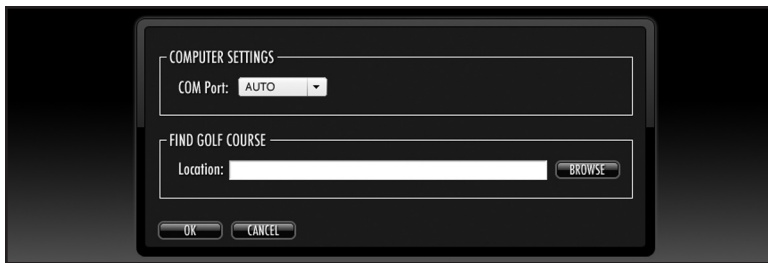 COMPUTER SETTINGS
COM Port: AUTO
FIND GOLF COURSE
Location: BROWSE
OK CANCEL